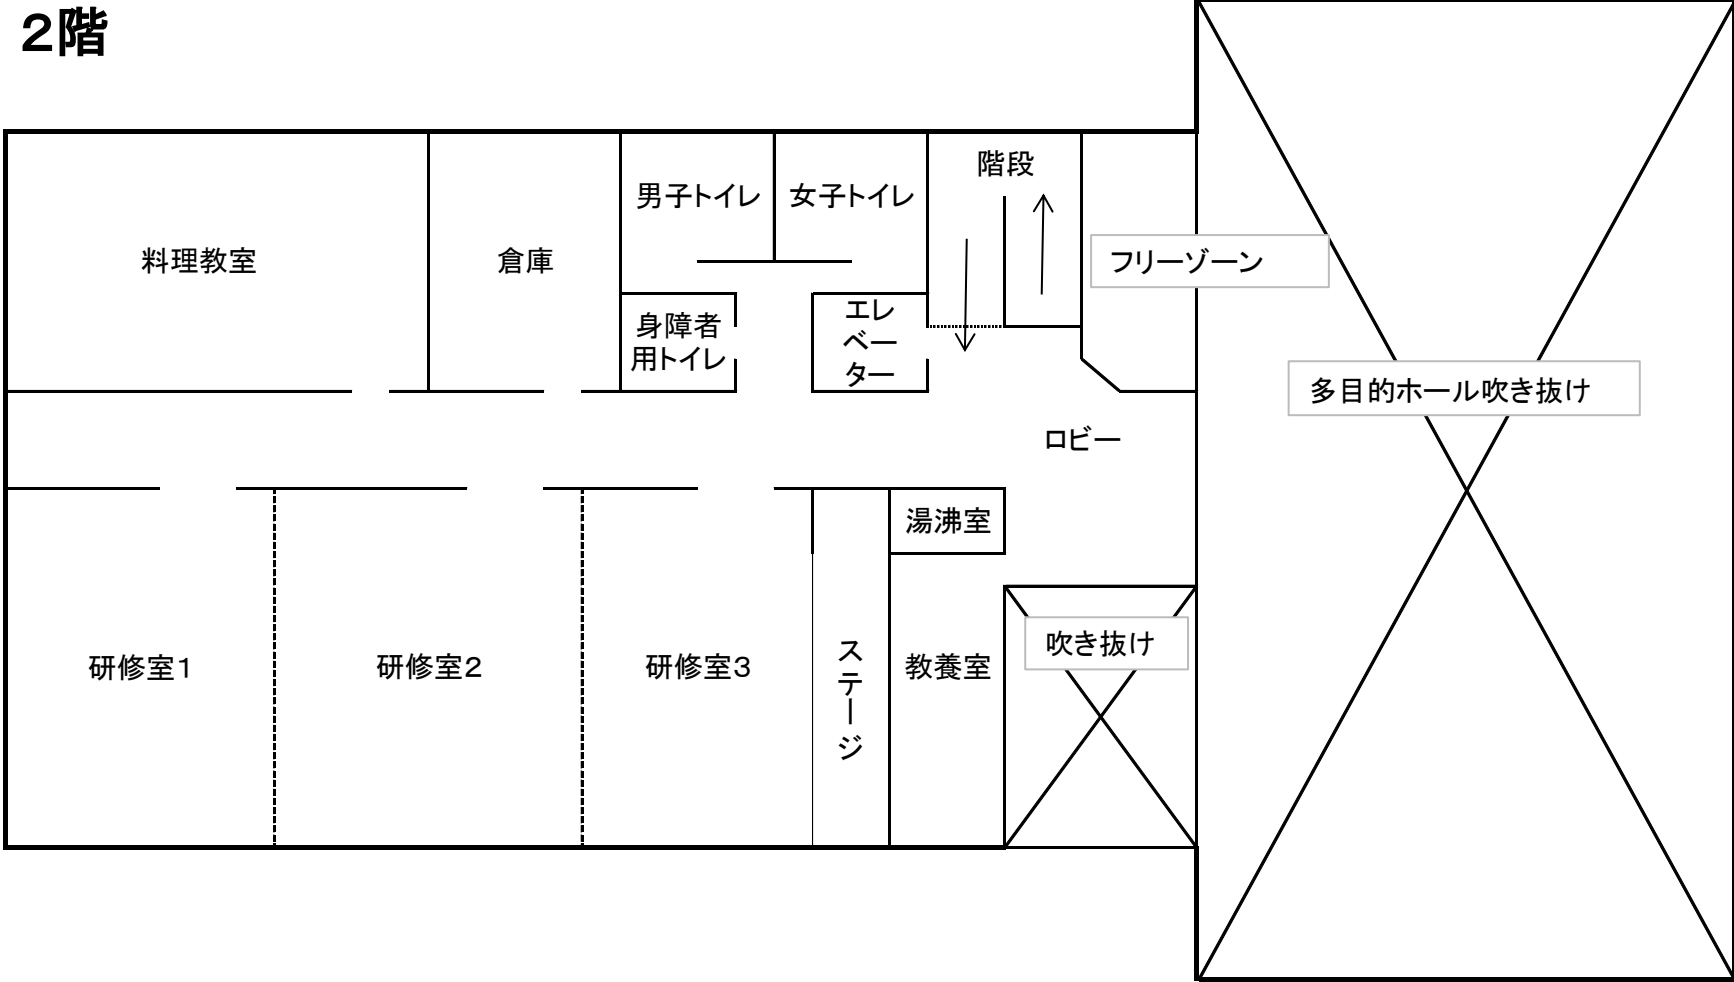 ２階
階段
男子トイレ
女子トイレ
料理教室
倉庫
フリーゾーン
身障者
用トイレ
エレ
ベー
ター
多目的ホール吹き抜け
ロビー
湯沸室
吹き抜け
研修室１
研修室２
研修室３
ステージ
教養室